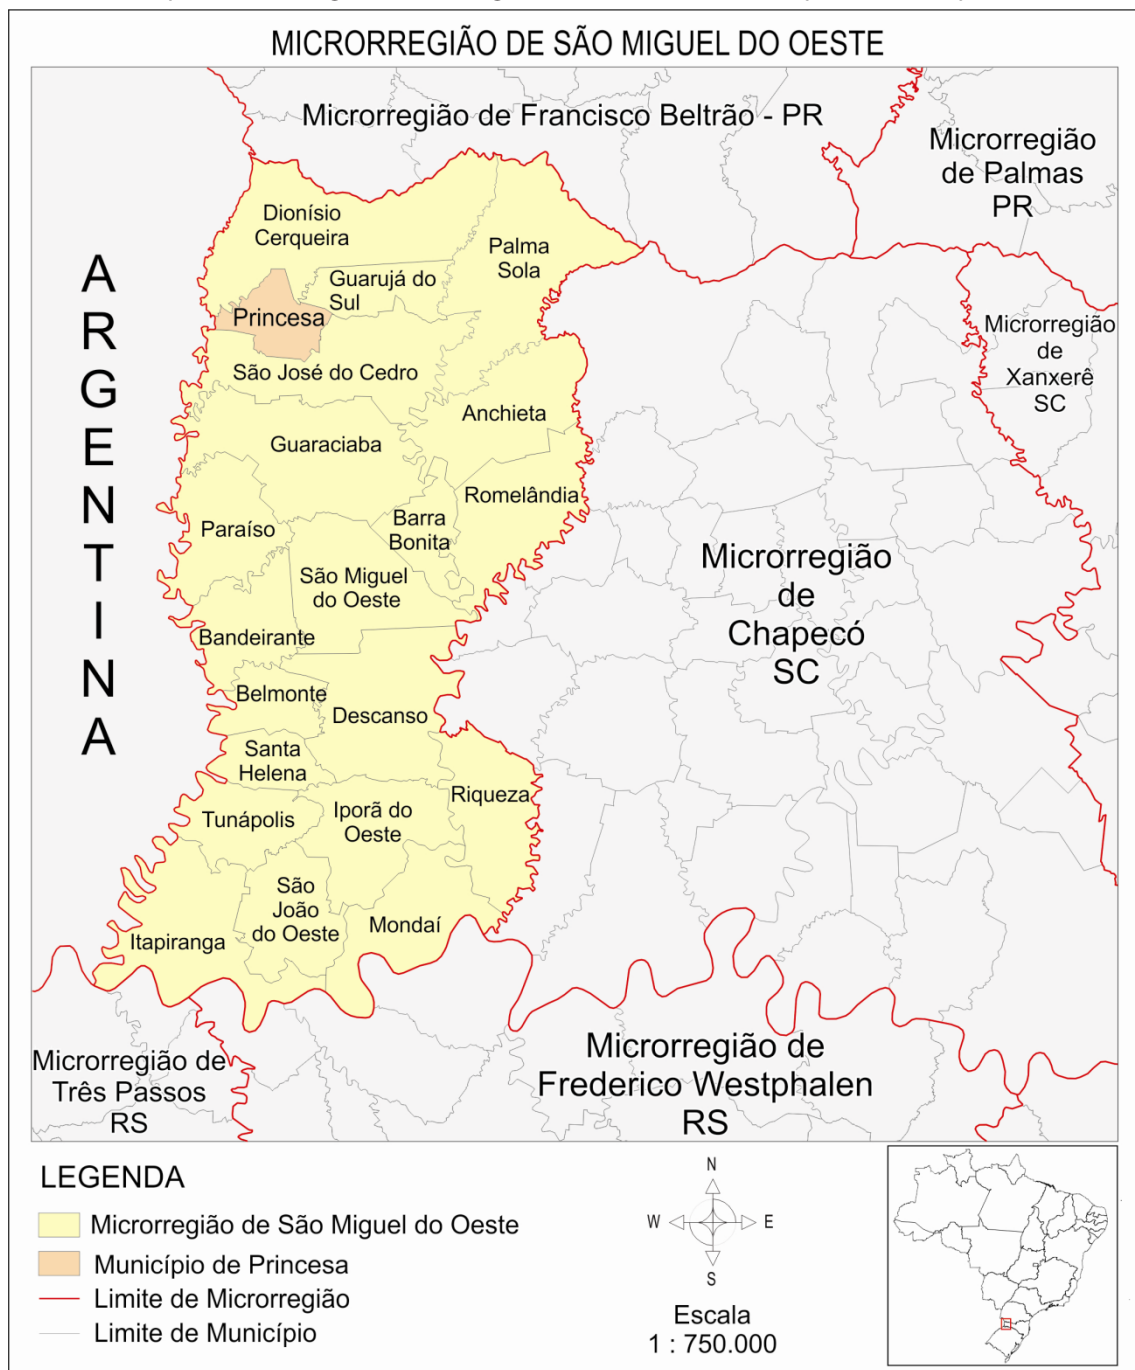 MICRORREGIÃO DE SÃO MIGUEL DO OESTE
Microrregião de Francisco Beltrão - PR
Microrregião
de Palmas
PR
ARGENTINA
Dionísio
Cerqueira
Palma
Sola
Guarujá do
Sul
Princesa
Microrregião
de
Xanxerê
SC
São José do Cedro
Anchieta
Guaraciaba
Romelândia
Paraíso
Barra
Bonita
São Miguel
do Oeste
Microrregião
de
Chapecó
SC
Bandeirante
Belmonte
Descanso
Santa
Helena
Riqueza
Tunápolis
Iporã do
Oeste
São
João
do Oeste
Mondaí
Itapiranga
Microrregião de
Três Passos
RS
Microrregião de
Frederico Westphalen
RS
LEGENDA
Microrregião de São Miguel do Oeste
Município de Princesa
Limite de Microrregião
Limite de Município
N
W
E
S
Escala
1 : 750.000